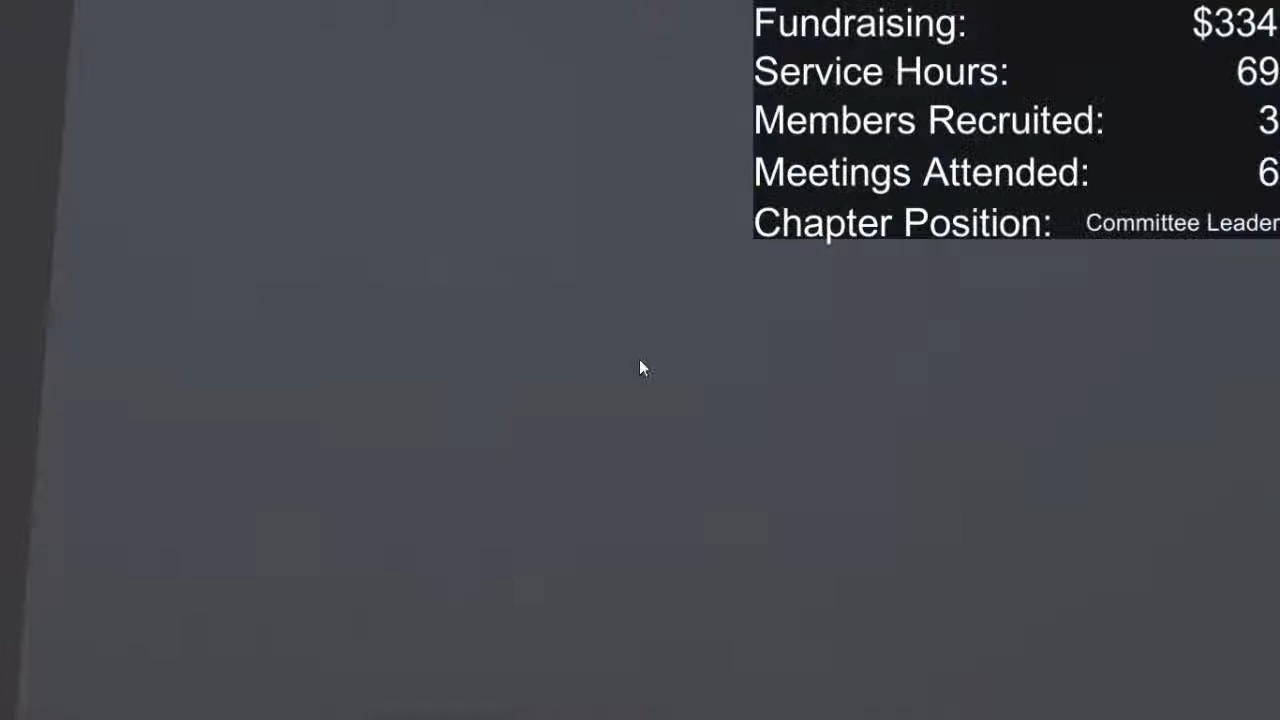 Fundraising: $334
Service Hours: 69
Members Recruited: 3
Meetings Attended: 6
Chapter Position: Committee Leader